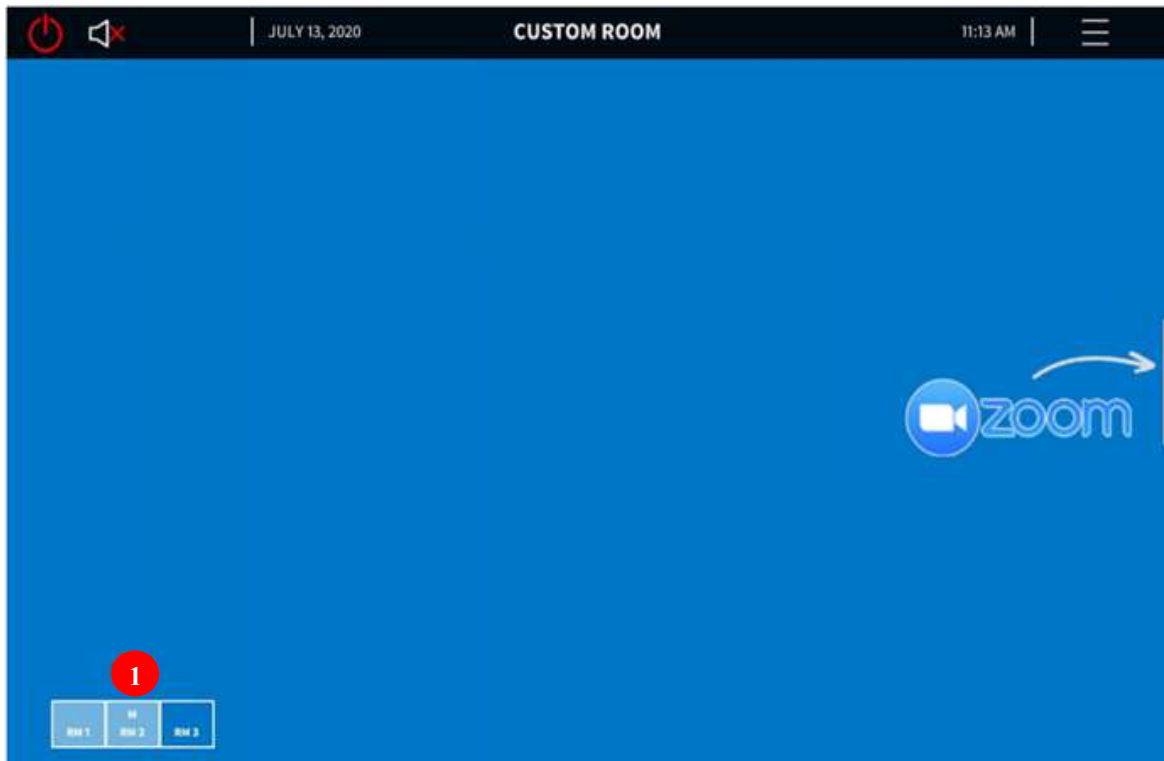 JULY 13, 2020
CUSTOM ROOM
11:13 AM
zoom
1
M
RM 1 RM 2 RM 3